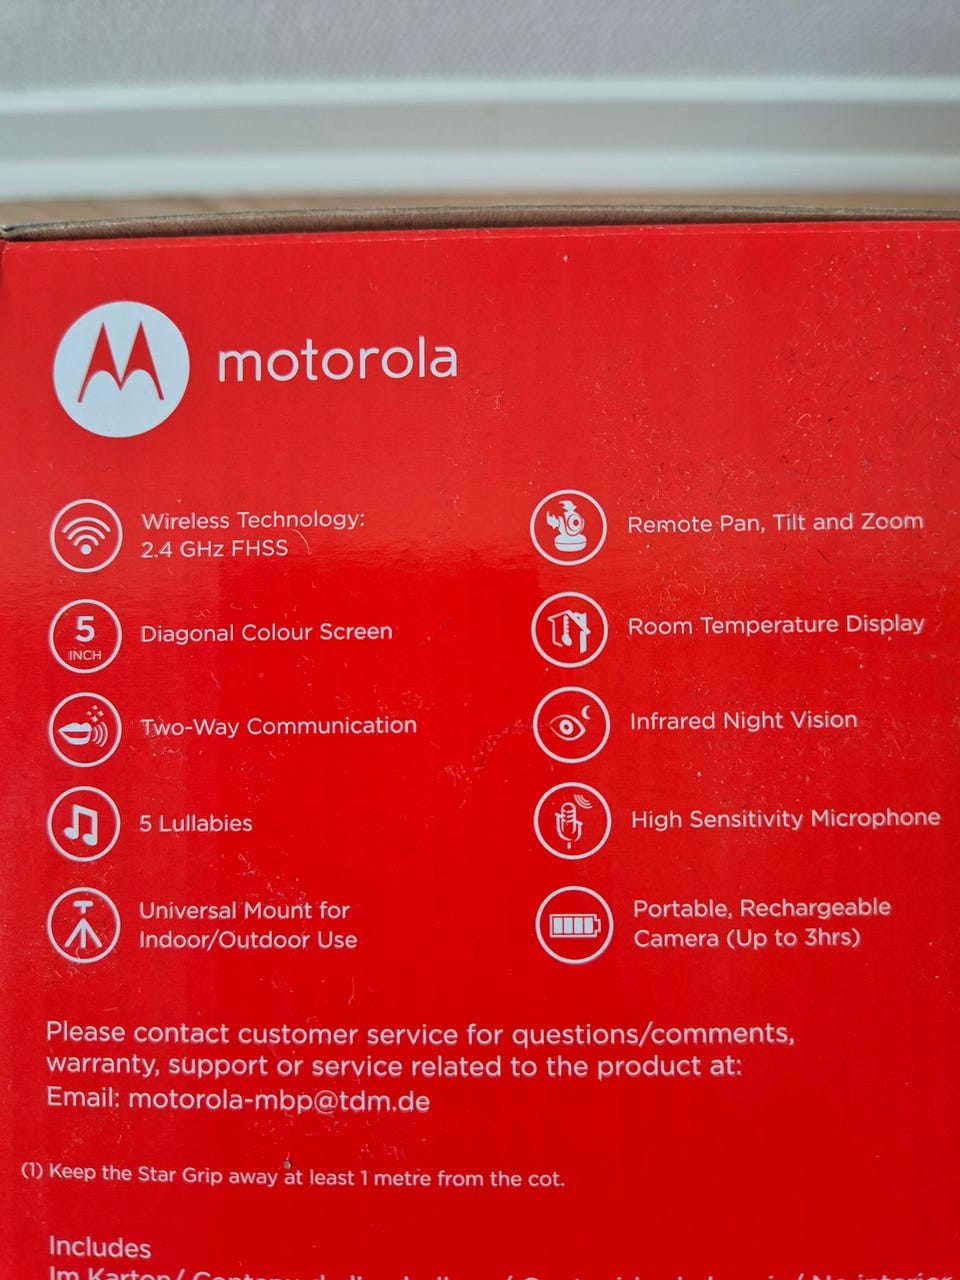 motorola
Wireless Technology:
2.4 GHz FHSS
5
INCH
Diagonal Colour Screen
Two-Way Communication
5 Lullabies
Universal Mount for
Indoor/Outdoor Use
Remote Pan, Tilt and Zoom
Room Temperature Display
Infrared Night Vision
High Sensitivity Microphone
Portable, Rechargeable
Camera (Up to 3hrs)
Please contact customer service for questions/comments,
warranty, support or service related to the product at:
Email: motorola-mbp@tdm.de
(1) Keep the Star Grip away at least 1 metre from the cot.
Includes
Im Karton/